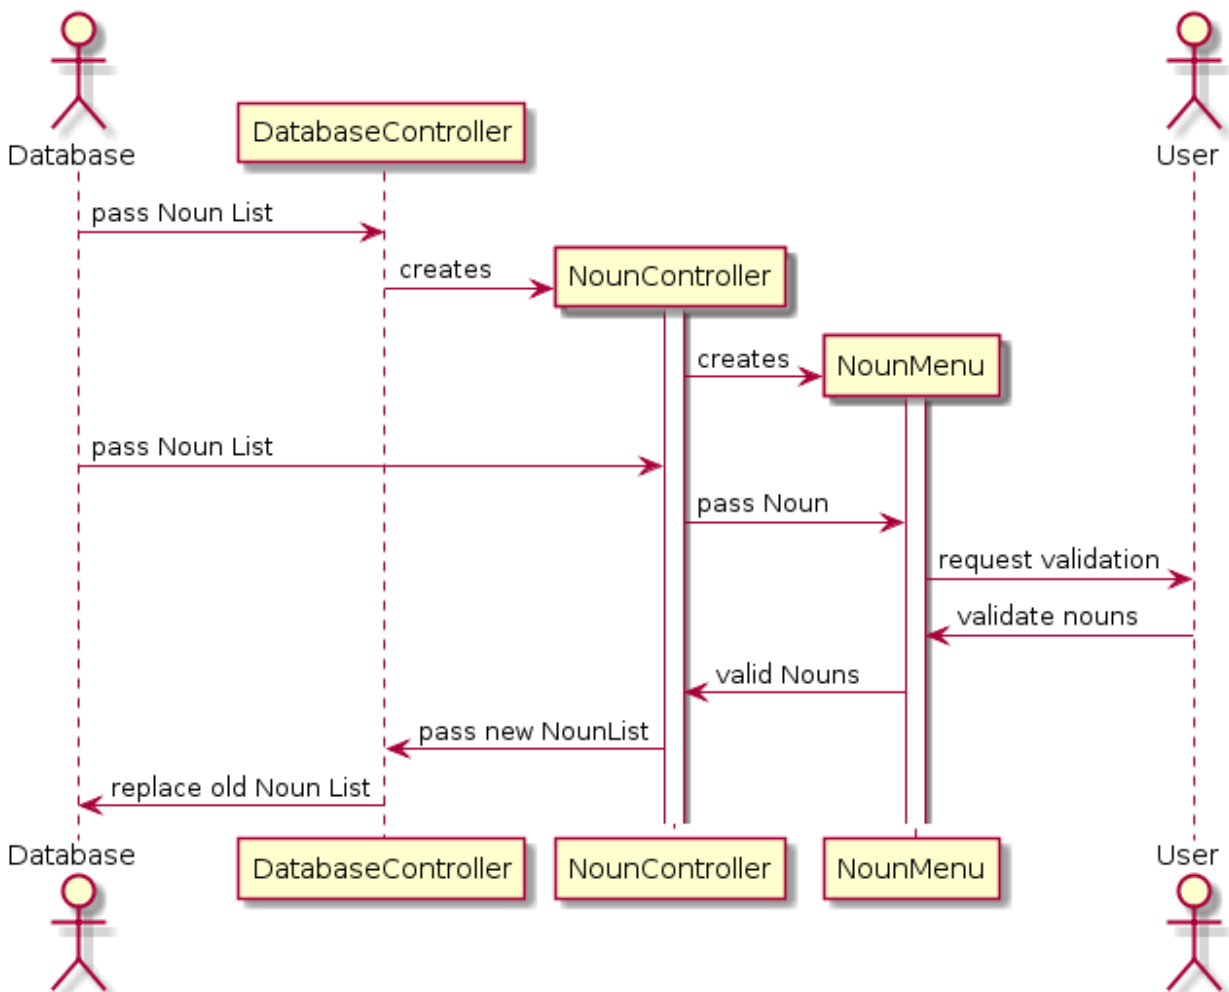 DatabaseController
Database
User
pass Noun List
creates
NounController
creates
NounMenu
pass Noun List
pass Noun
request validation
validate nouns
valid Nouns
pass new NounList
replace old Noun List
Database
DatabaseController
NounController
NounMenu
User